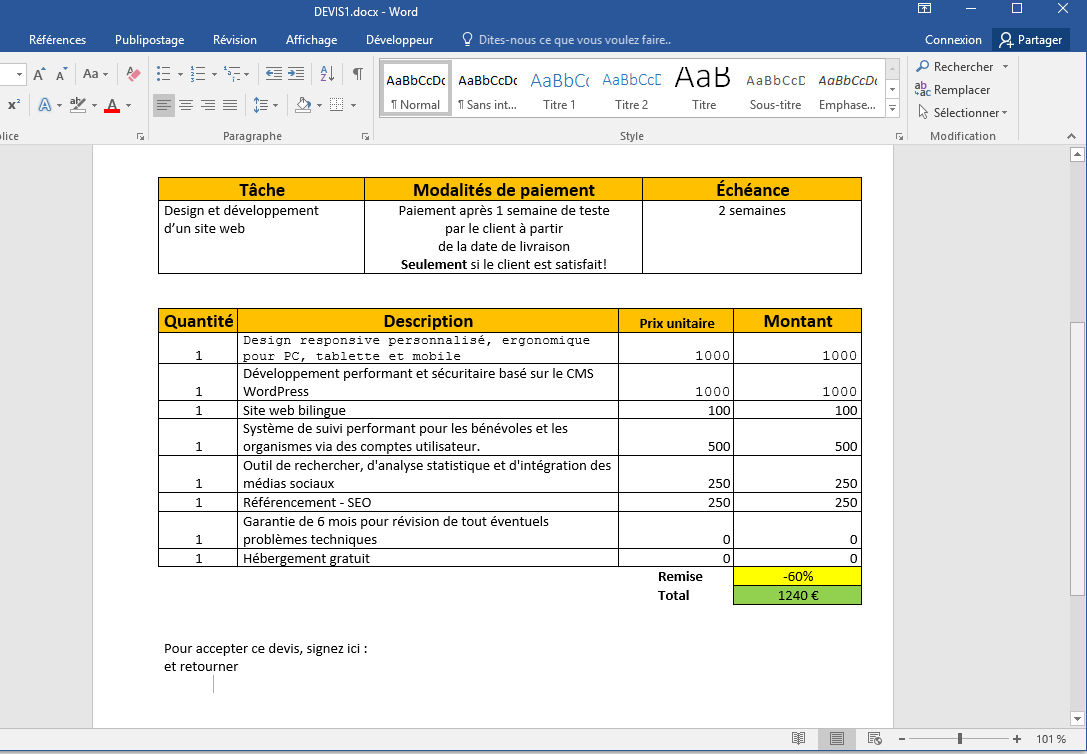 DEVIS1.docx - Word
Références Publipostage Révision Affichage Développeur Dites-nous ce que vous voulez faire.. Connexion Partager
Aa
AaBbCcDc AaBbCcDc AaBbC AaBbCcD AaB AaBbCcD AaBbCcDc
¶ Normal ¶ Sans int... Titre 1 Titre 2 Titre Sous-titre Emphase...
Rechercher
Remplacer
Sélectionner
lice Paragraphe Style Modification
Tâche Modalités de paiement Échéance
Design et développement Paiement après 1 semaine de teste 2 semaines
d’un site web par le client à partir
de la date de livraison
Seulement si le client est satisfait!
Quantité Description Prix unitaire Montant
Design responsive personnalisé, ergonomique
1 pour PC, tablette et mobile 1000 1000
Développement performant et sécuritaire basé sur le CMS
1 WordPress 1000 1000
1 Site web bilingue 100 100
Système de suivi performant pour les bénévoles et les
1 organismes via des comptes utilisateur. 500 500
Outil de rechercher, d'analyse statistique et d'intégration des
1 médias sociaux 250 250
1 Référencement - SEO 250 250
Garantie de 6 mois pour révision de tout éventuels
1 problèmes techniques 0 0
1 Hébergement gratuit 0 0
Remise -60%
Total 1240 €
Pour accepter ce devis, signez ici :
et retourner
101 %